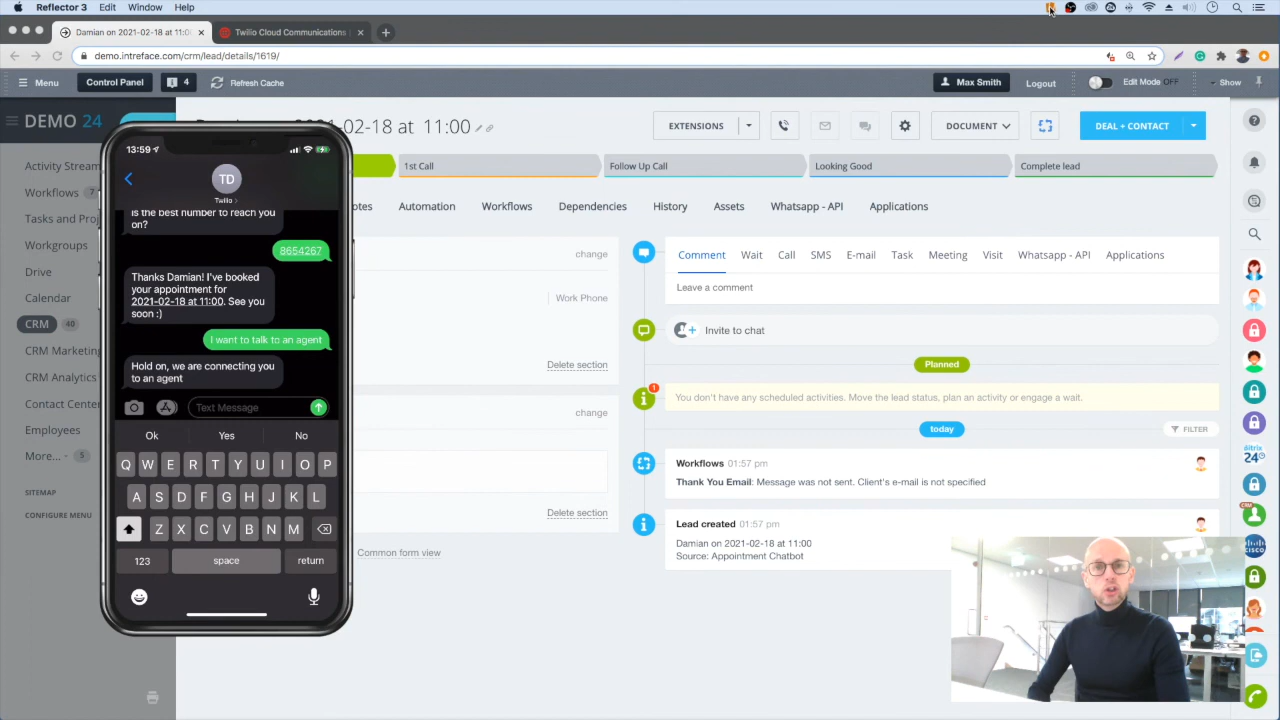 Reflector 3 Edit Window Help
Damian on 2021-02-18 at 11:00
Twilio Cloud Communications
demo.intreface.com/crm/lead/details/1619/
Menu Control Panel 4 Refresh Cache Max Smith Logout Edit Mode OFF Show
DEMO 24
02-18 at 11:00
EXTENSIONS
DOCUMENT
DEAL + CONTACT
1st Call Follow Up Call Looking Good Complete lead
Automation Workflows Dependencies History Assets Whatsapp - API Applications
Activity Stream
Workflows 7
Tasks and Proj
Workgroups
Drive
Calendar
CRM 40
CRM Marketing
CRM Analytics
Contact Center
Employees
More... 5
SITEMAP
CONFIGURE MENU
13:59
TD
Twilio
is the best number to reach you
on?
8654267
Thanks Damian! I've booked
your appointment for
2021-02-18 at 11:00. See you
soon :)
I want to talk to an agent
Hold on, we are connecting you
to an agent
Text Message
Ok Yes No
Q W E R T Y U I O P
A S D F G H J K L
Z X C V B N M
123 space return
change
Work Phone
Delete section
change
Delete section
Common form view
Comment Wait Call SMS E-mail Task Meeting Visit Whatsapp - API Applications
Leave a comment
Invite to chat
Planned
1
You don't have any scheduled activities. Move the lead status, plan an activity or engage a wait.
today
FILTER
Workflows 01:57 pm
Thank You Email: Message was not sent. Client's e-mail is not specified
Lead created 01:57 pm
Damian on 2021-02-18 at 11:00
Source: Appointment Chatbot
24
CISCO